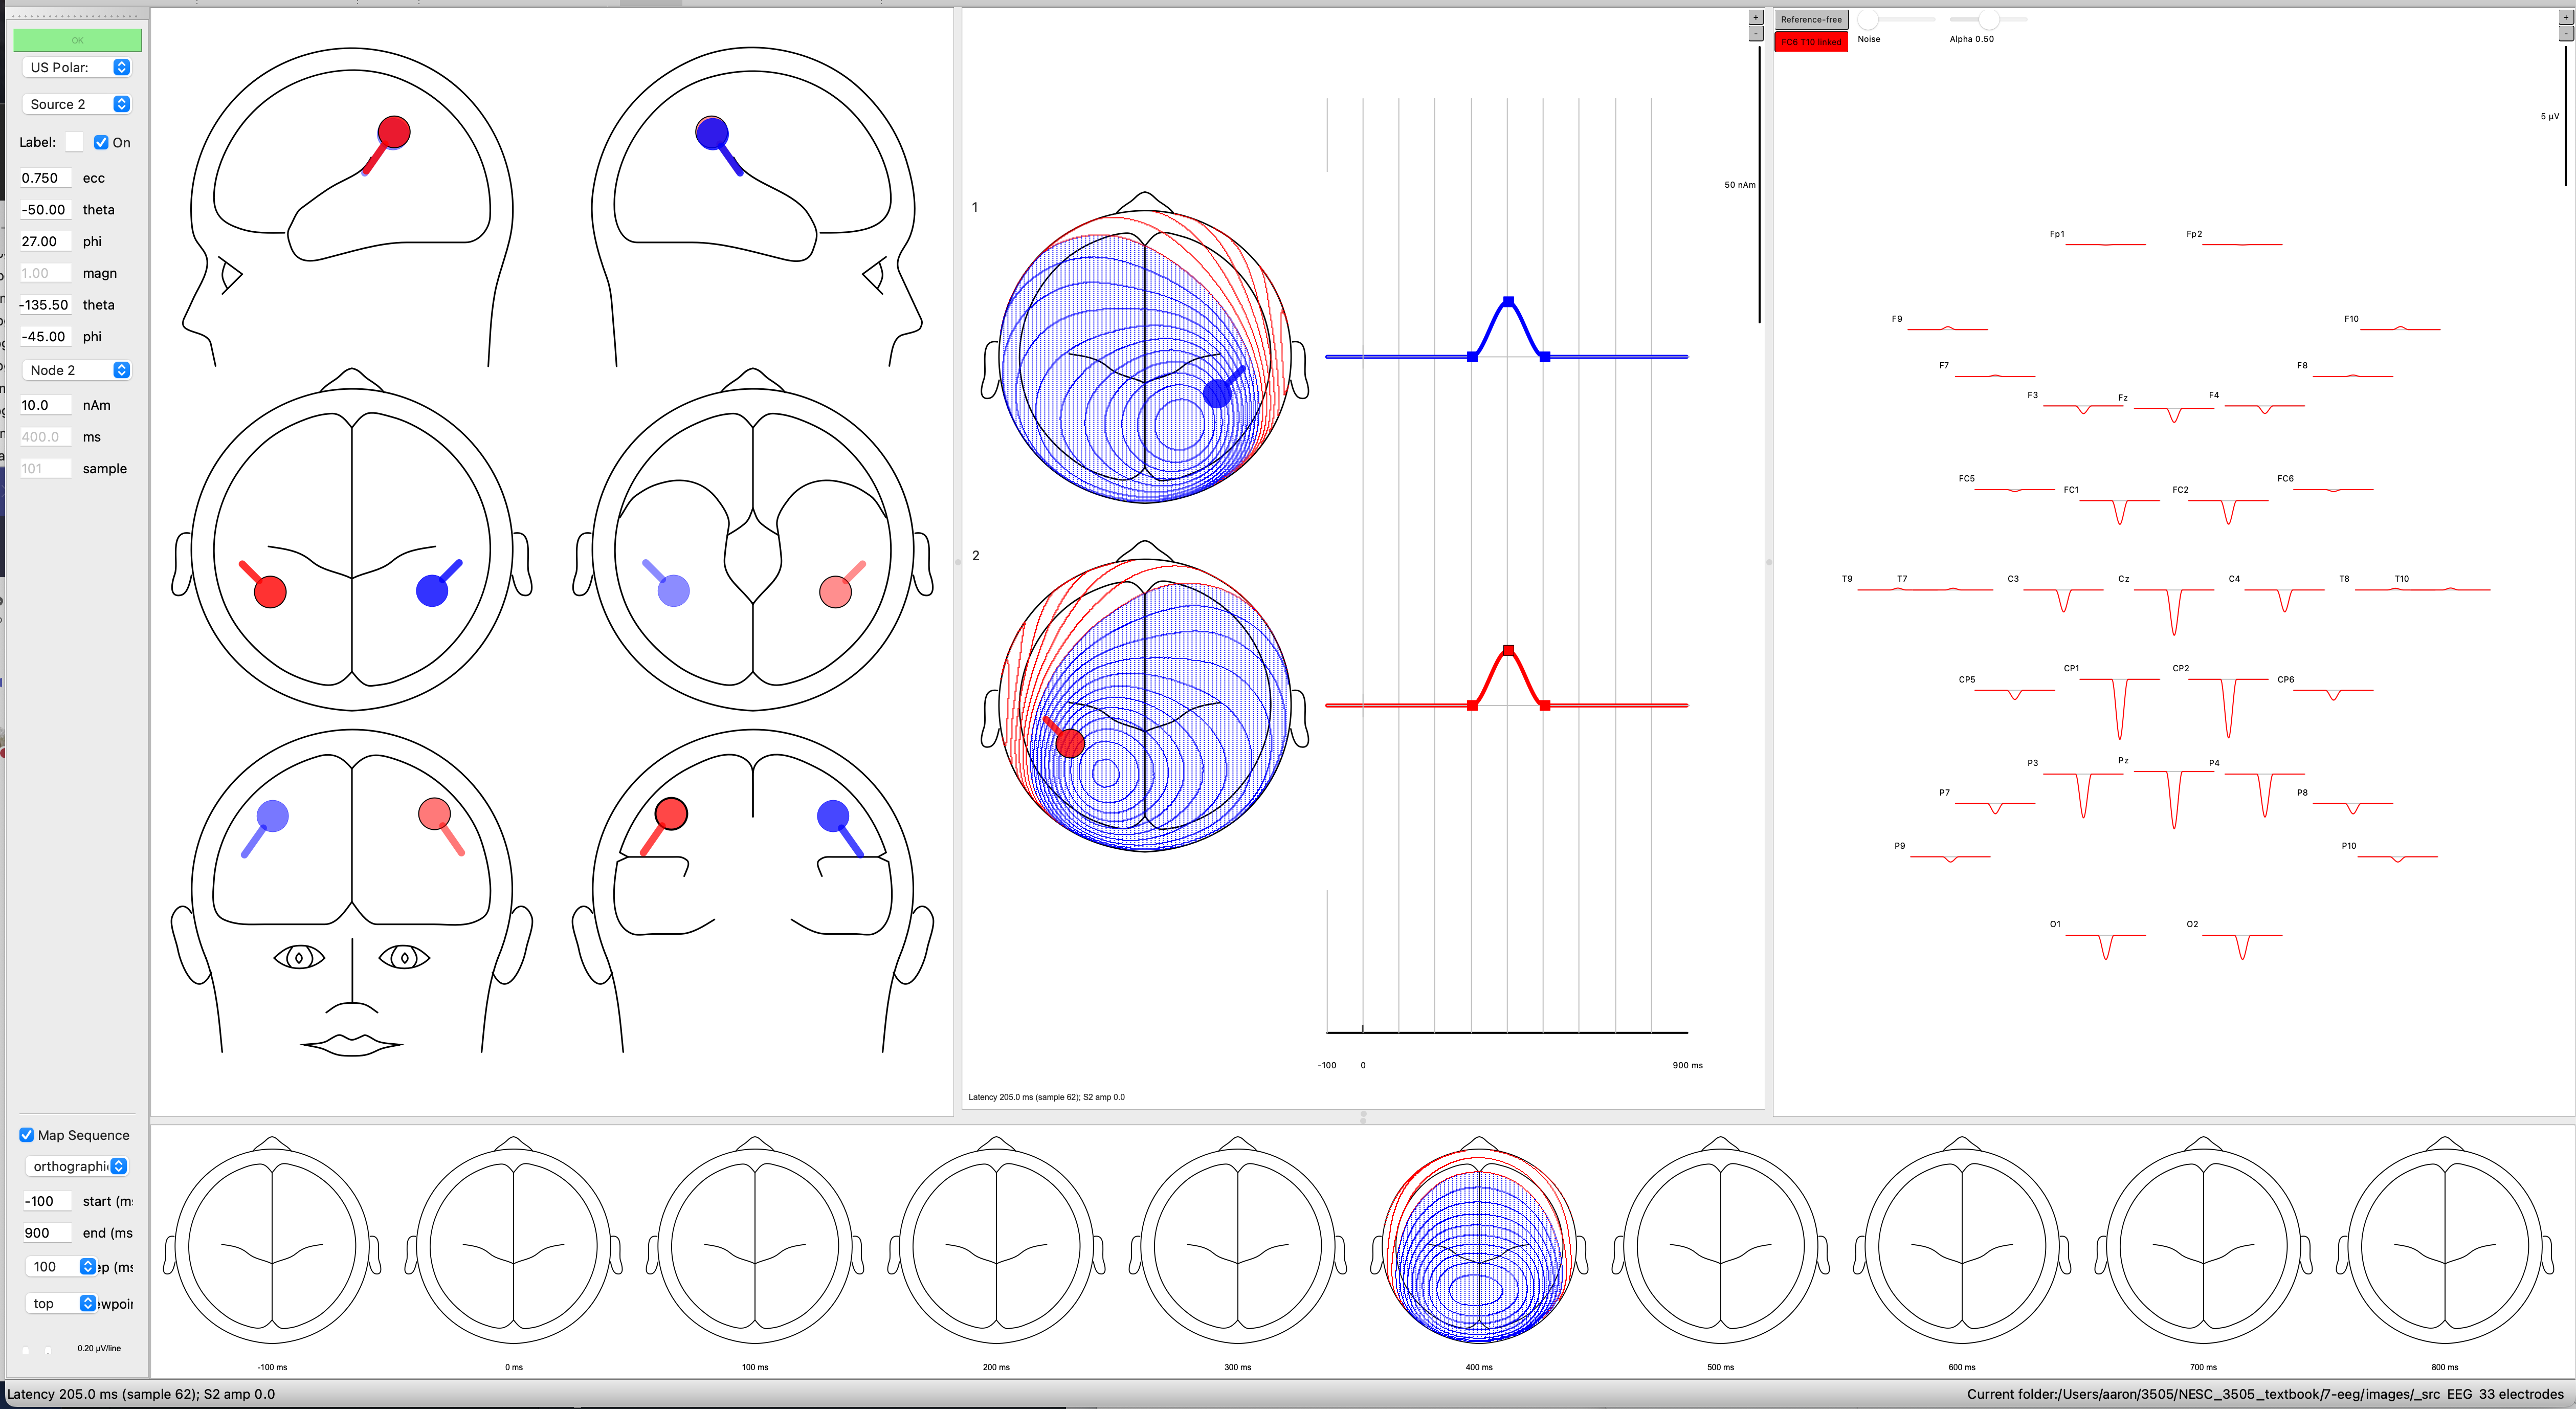 OK
US Polar:
Source 2
Label:
On
0.750 ecc
-50.00 theta
27.00 phi
1.00 magn
-135.50 theta
-45.00 phi
Node 2
10.0 nAm
400.0 ms
101 sample
Map Sequence
-100 start (ms
900 end (ms
100
top
0.20 µV/line
1
2
+
-
50 nAm
-100 0 900 ms
Latency 205.0 ms (sample 62); S2 amp 0.0
Reference-free
FC6 T10 linked
Noise
Alpha 0.50
+
-
5 µV
Fp1 Fp2
F9 F10
F7 F8
F3 Fz F4
FC5 FC1 FC2 FC6
T9 T7 C3 Cz C4 T8 T10
CP5 CP1 CP2 CP6
P7 P3 Pz P4 P8
P9 P10
O1 O2
-100 ms 0 ms 100 ms 200 ms 300 ms 400 ms 500 ms 600 ms 700 ms 800 ms
Latency 205.0 ms (sample 62); S2 amp 0.0
Current folder:/Users/aaron/3505/NESC_3505_textbook/7-eeg/images/_src EEG 33 electrodes